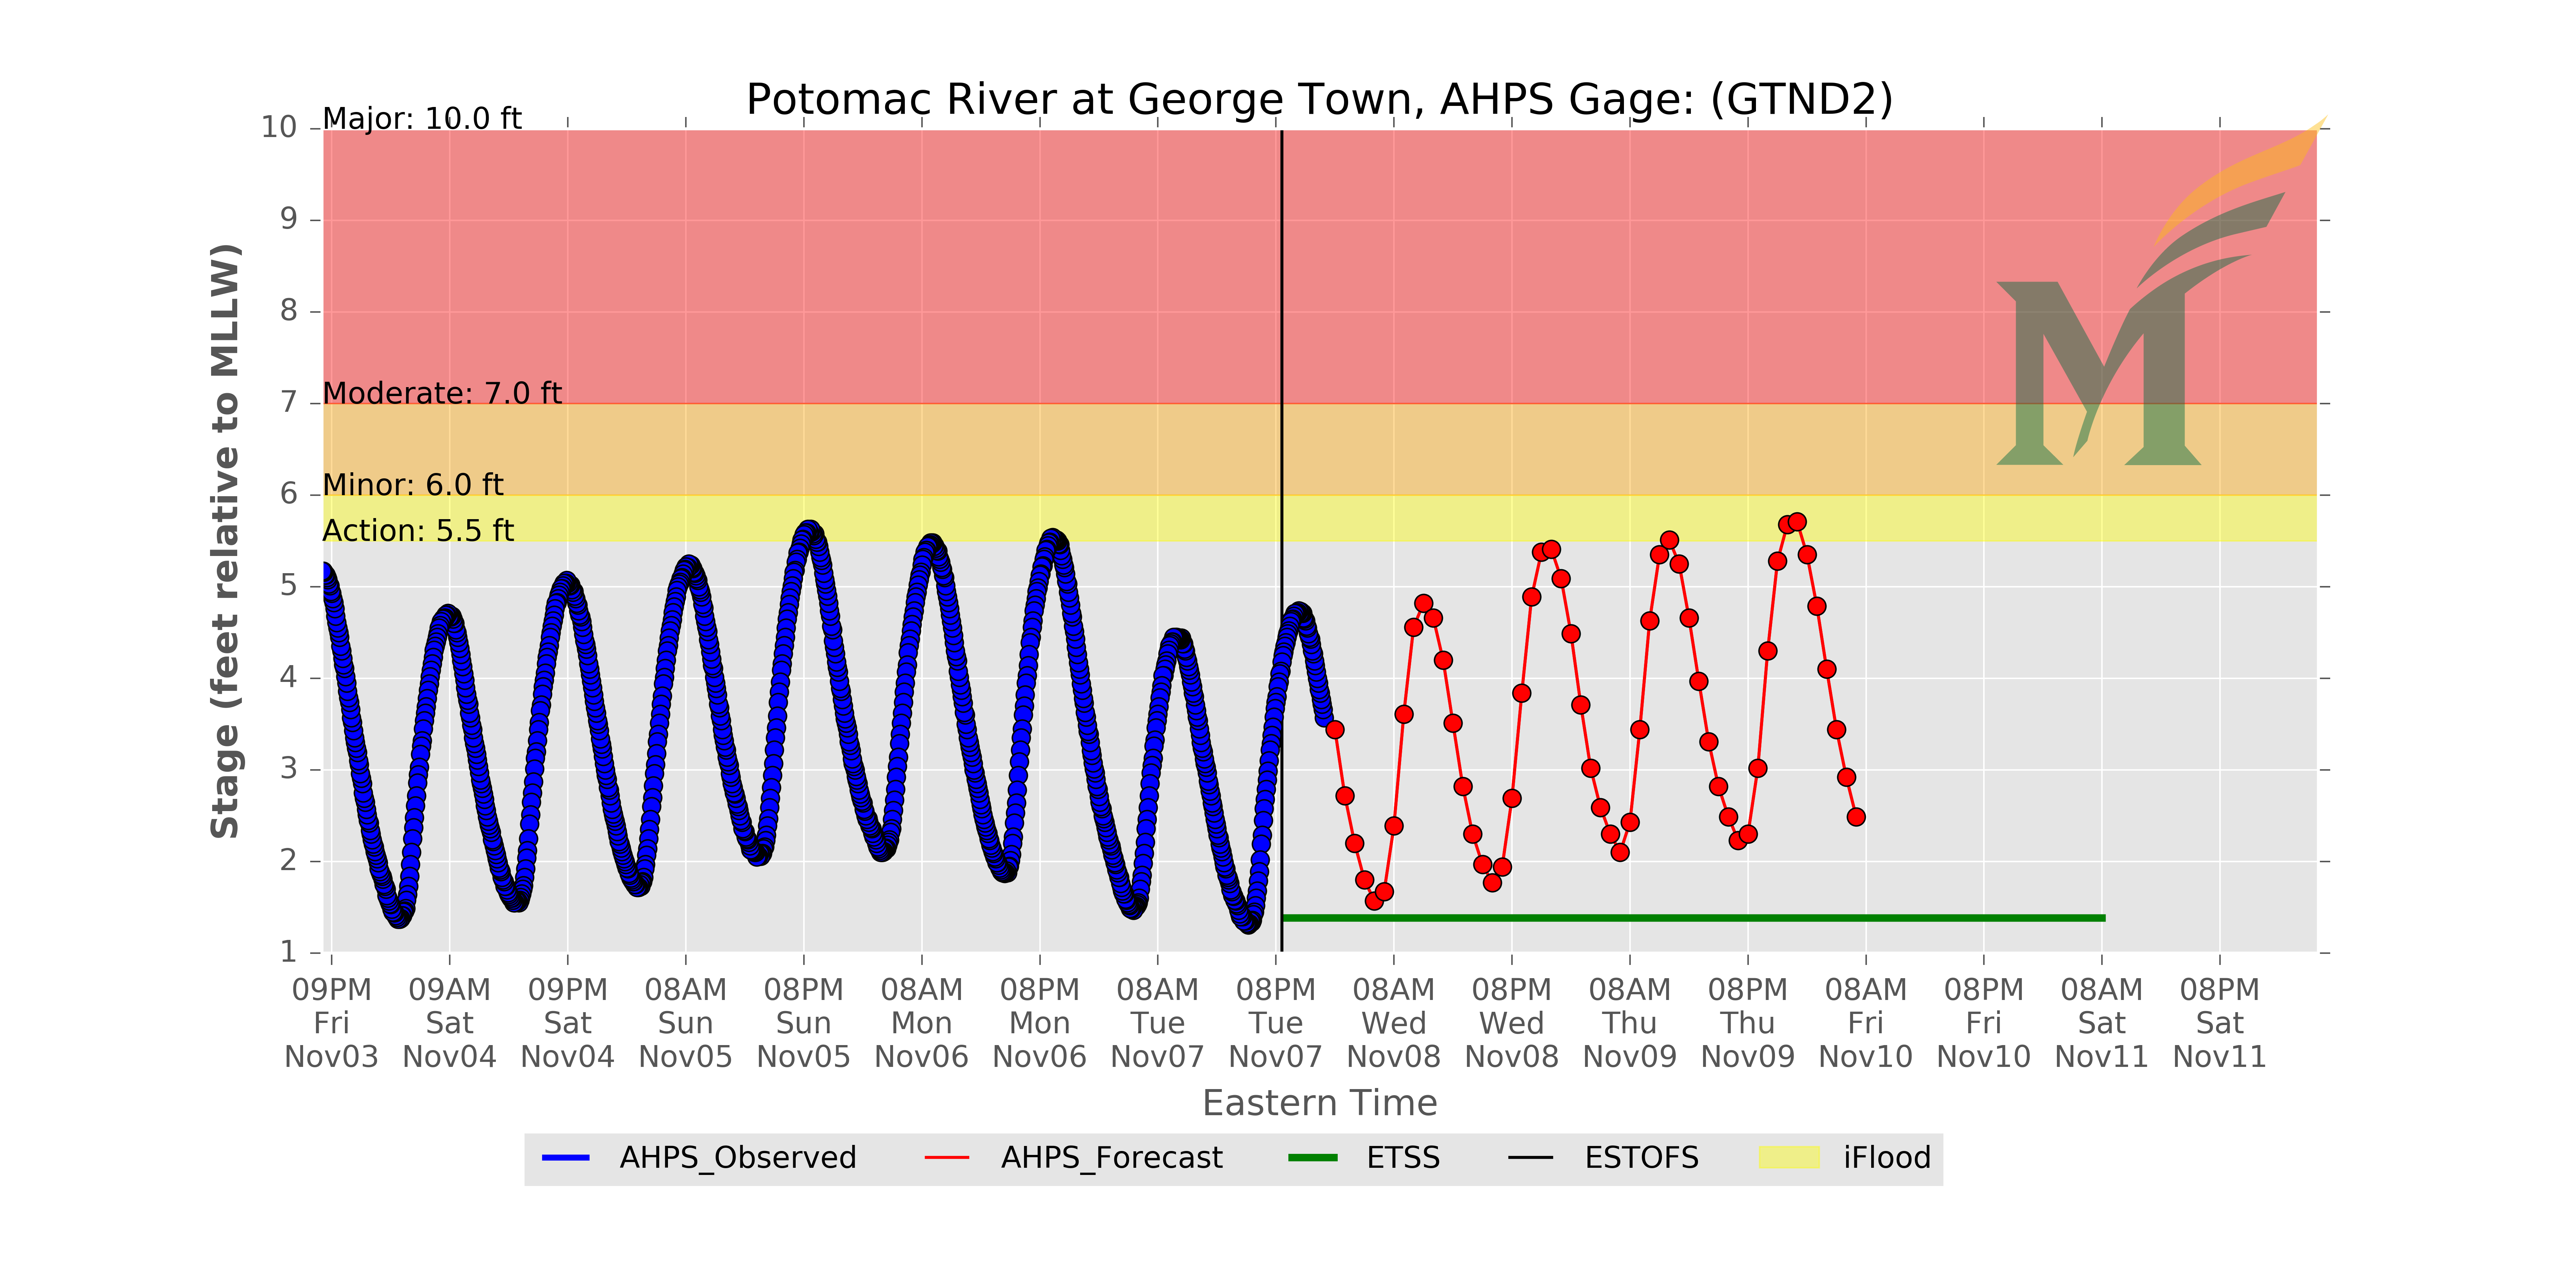 Potomac River at George Town, AHPS Gage: (GTND2)
Major: 10.0 ft
Moderate: 7.0 ft
Minor: 6.0 ft
Action: 5.5 ft
Stage (feet relative to MLLW)
10
9
8
7
6
5
4
3
2
1
09PM Fri Nov03
09AM Sat Nov04
09PM Sat Nov04
08AM Sun Nov05
08PM Sun Nov05
08AM Mon Nov06
08PM Mon Nov06
08AM Tue Nov07
08PM Tue Nov07
08AM Wed Nov08
08PM Wed Nov08
08AM Thu Nov09
08PM Thu Nov09
08AM Fri Nov10
08PM Fri Nov10
08AM Sat Nov11
08PM Sat Nov11
Eastern Time
AHPS_Observed
AHPS_Forecast
ETSS
ESTOFS
iFlood
M